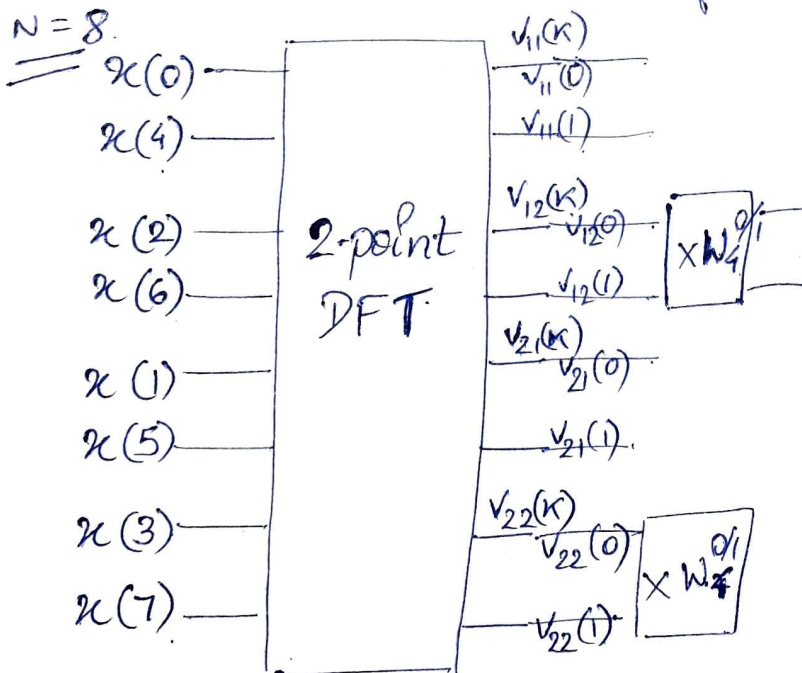 N = 8.
x(0)
x(4)
x(2)
x(6)
x(1)
x(5)
x(3)
x(7)
2-point
DFT.
V₁₁(K)
V₁₁(0)
V₁₁(1)
V₁₂(K)
V₁₂(0)
V₁₂(1)
V₂₁(K)
V₂₁(0)
V₂₁(1).
V₂₂(K)
V₂₂(0)
V₂₂(1)
×W₄ 0/1
×W₄ 0/1